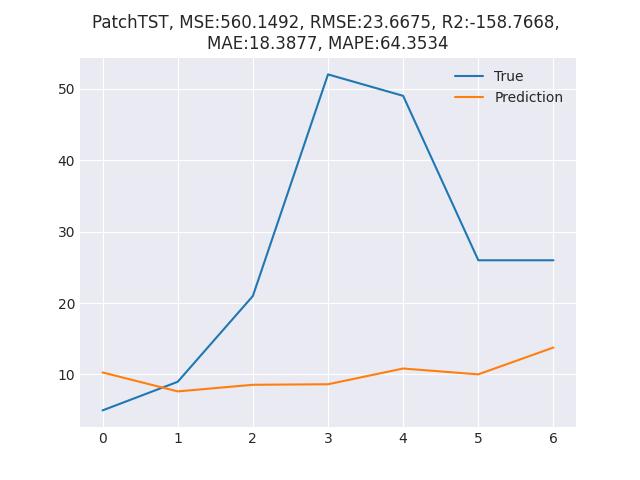 PatchTST, MSE:560.1492, RMSE:23.6675, R2:-158.7668,
MAE:18.3877, MAPE:64.3534
True
Prediction
50
40
30
20
10
0 1 2 3 4 5 6